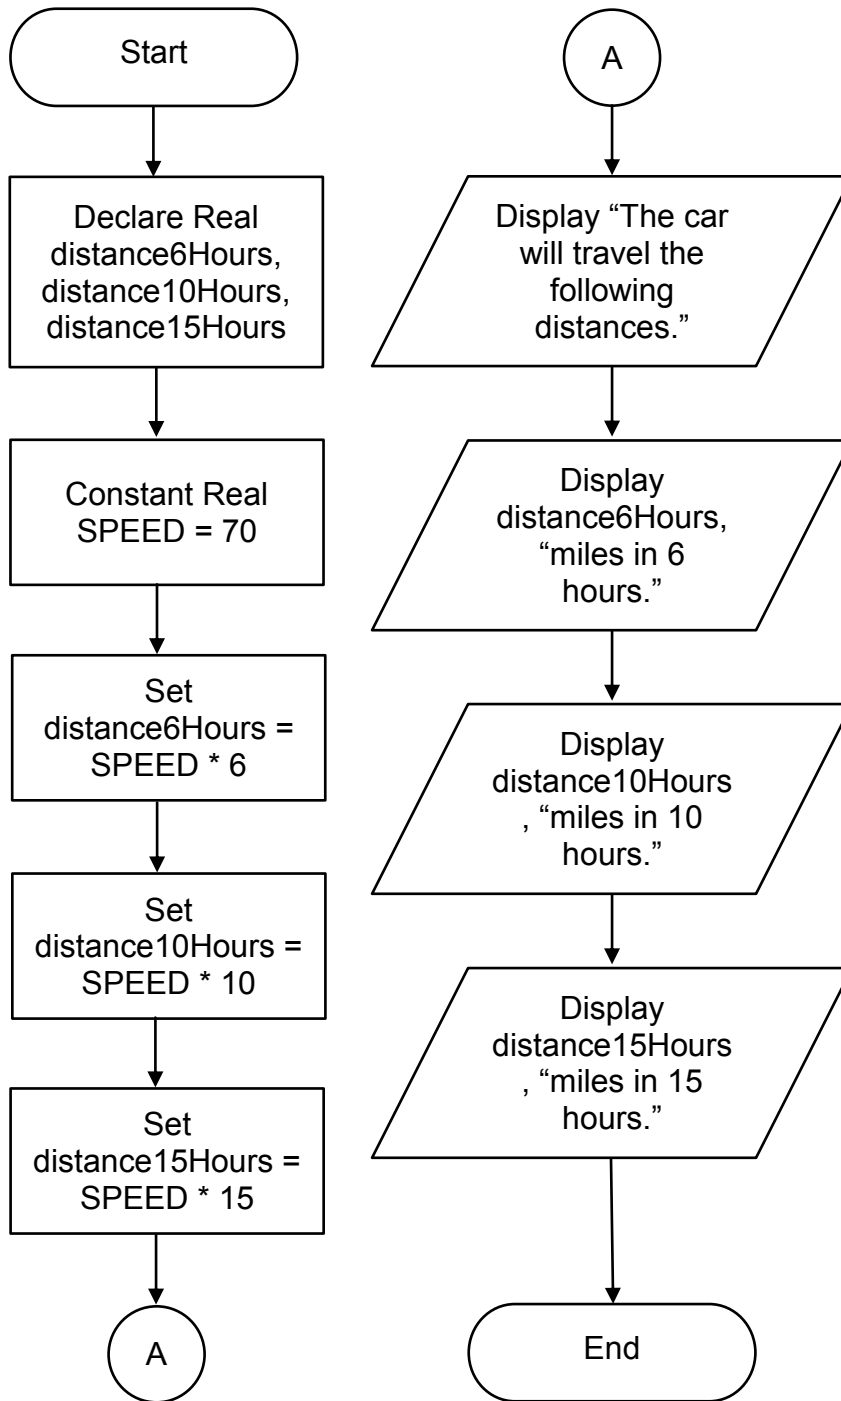 Start
Declare Real
distance6Hours,
distance10Hours,
distance15Hours
Constant Real
SPEED = 70
Set
distance6Hours =
SPEED * 6
Set
distance10Hours =
SPEED * 10
Set
distance15Hours =
SPEED * 15
A
A
Display “The car
will travel the
following
distances.”
Display
distance6Hours,
“miles in 6
hours.”
Display
distance10Hours
, “miles in 10
hours.”
Display
distance15Hours
, “miles in 15
hours.”
End